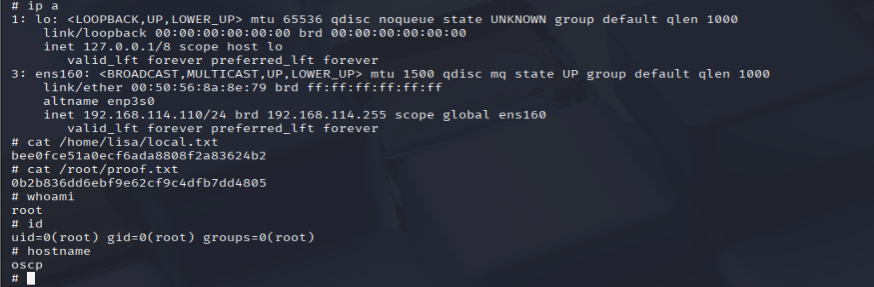 # ip a
1: lo: <LOOPBACK,UP,LOWER_UP> mtu 65536 qdisc noqueue state UNKNOWN group default qlen 1000
link/loopback 00:00:00:00:00:00 brd 00:00:00:00:00:00
inet 127.0.0.1/8 scope host lo
valid_lft forever preferred_lft forever
3: ens160: <BROADCAST,MULTICAST,UP,LOWER_UP> mtu 1500 qdisc mq state UP group default qlen 1000
link/ether 00:50:56:8a:8e:79 brd ff:ff:ff:ff:ff:ff
altname enp3s0
inet 192.168.114.110/24 brd 192.168.114.255 scope global ens160
valid_lft forever preferred_lft forever
# cat /home/lisa/local.txt
bee0fce51a0ecf6ada8808f2a83624b2
# cat /root/proof.txt
0b2b836dd6ebf9e62cf9c4dfb7dd4805
# whoami
root
# id
uid=0(root) gid=0(root) groups=0(root)
# hostname
oscp
#